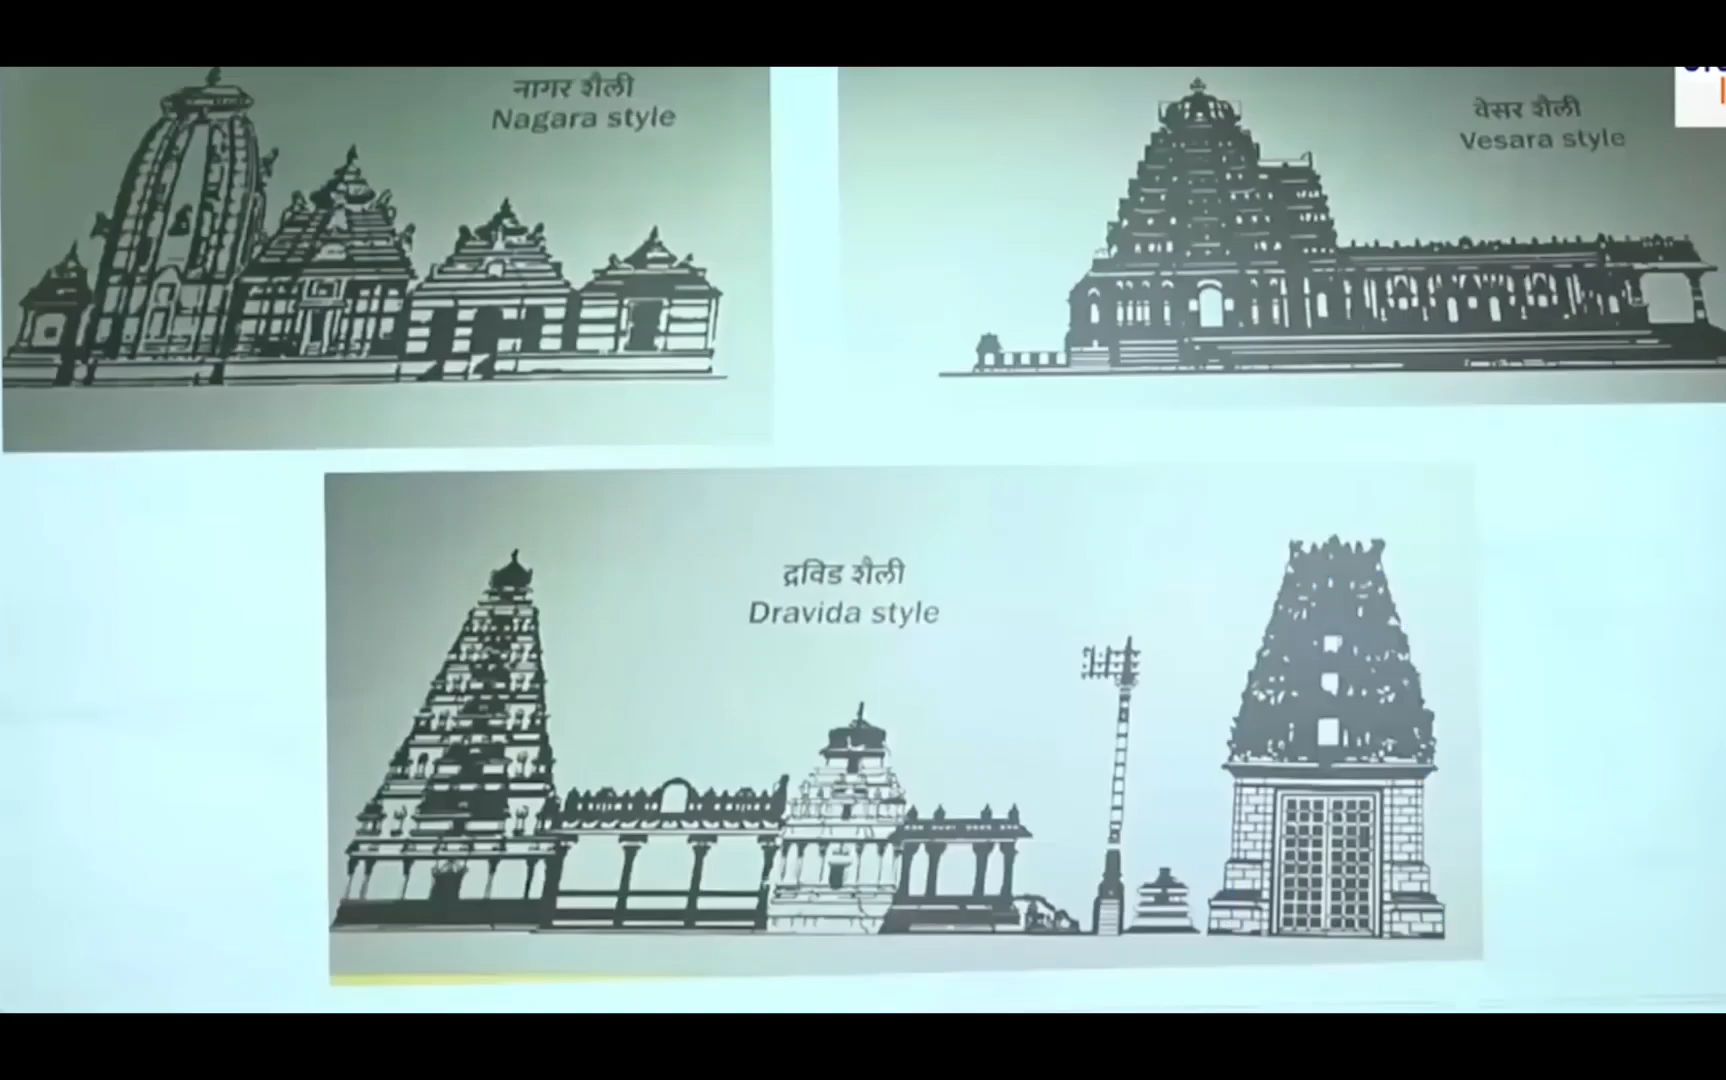 नागर शैली
Nagara style
वेसर शैली
Vesara style
द्रविड शैली
Dravida style